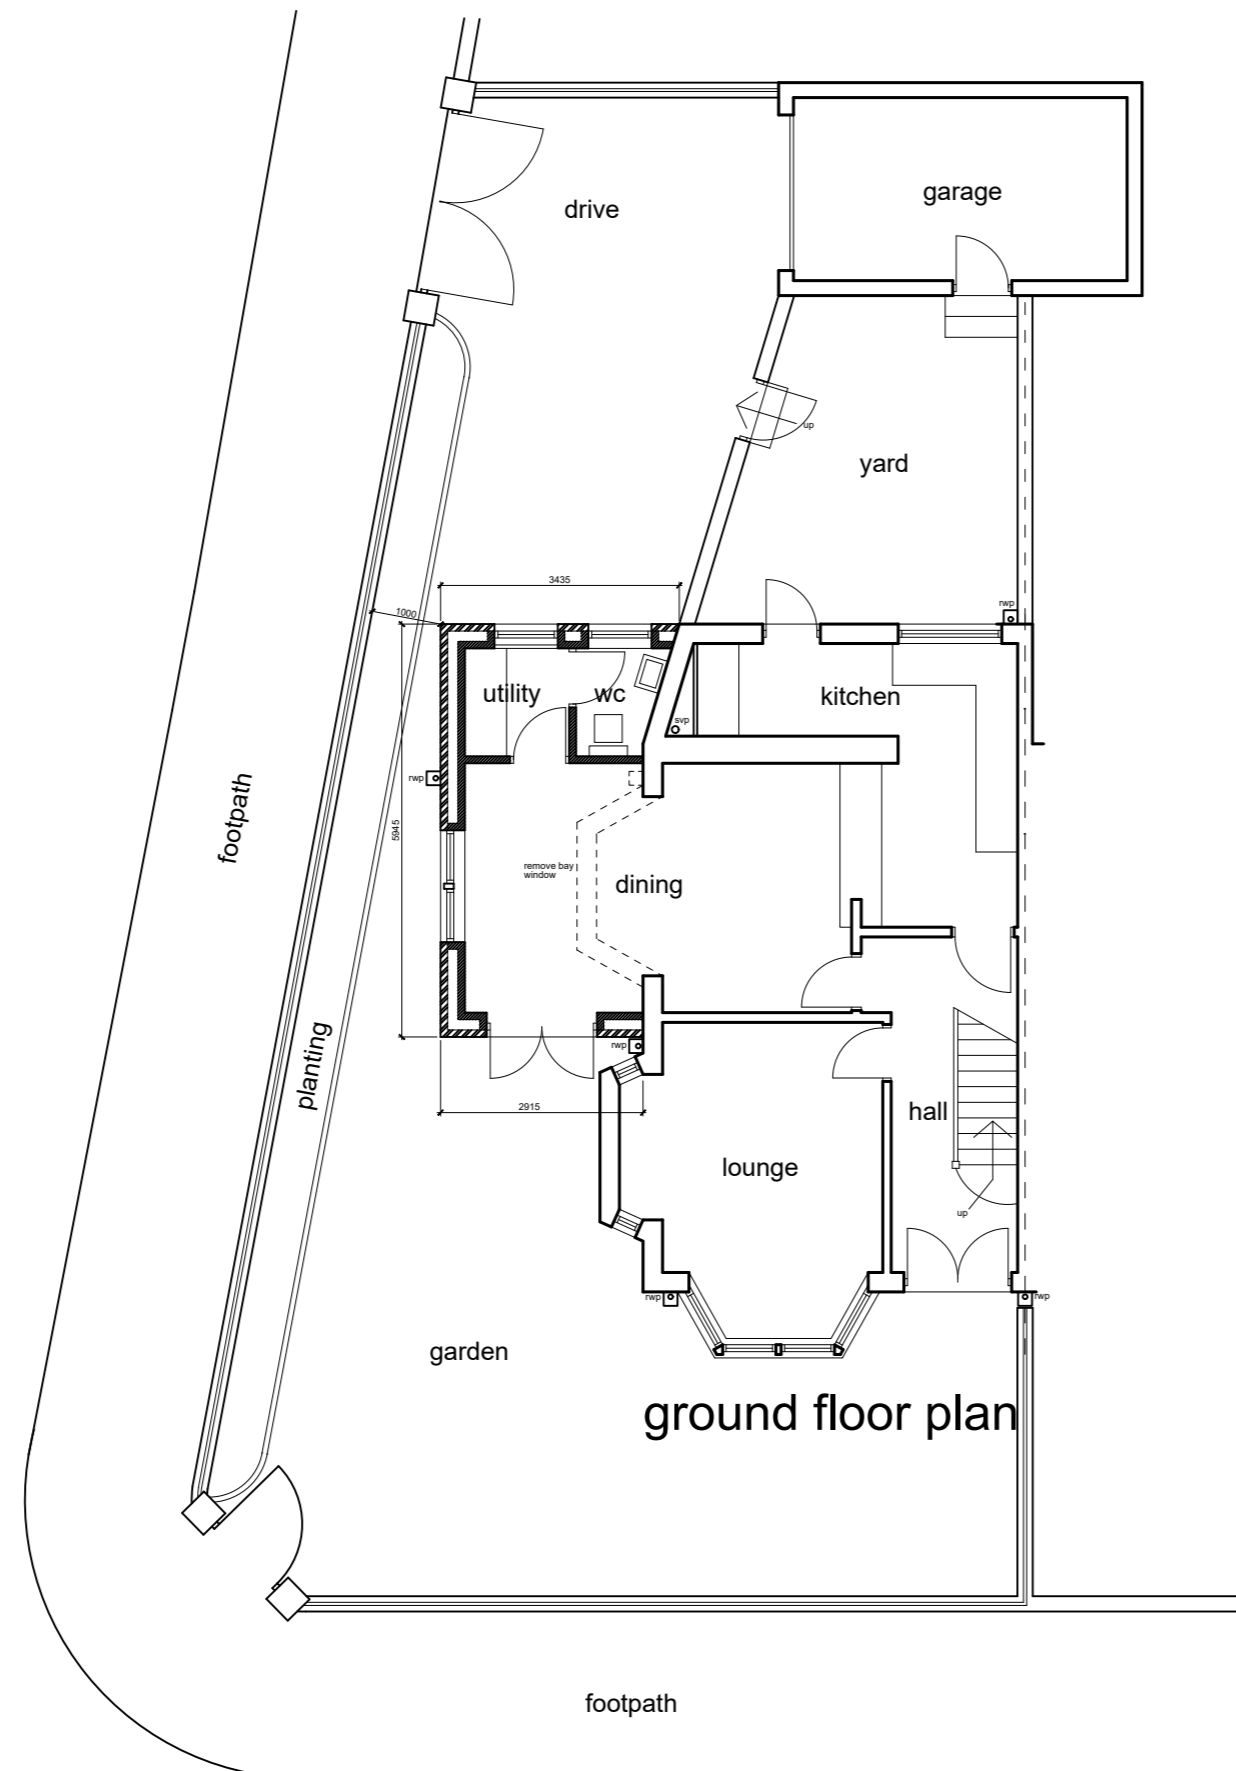 garage
drive
up
yard
3435
1000
rwp
utility
wc
kitchen
svp
rwp
footpath
5945
remove bay
window
dining
planting
rwp
2915
hall
lounge
up
rwp
rwp
garden
ground floor plan
footpath